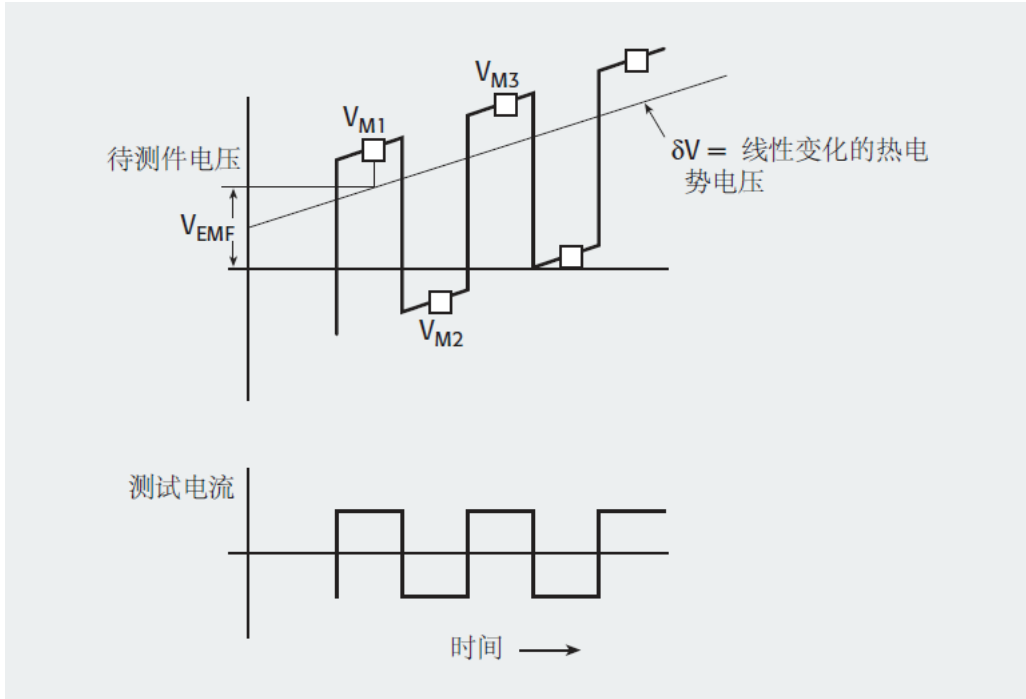 V_M3
V_M1
待测件电压
δV = 线性变化的热电
势电压
V_EMF
V_M2
测试电流
时间